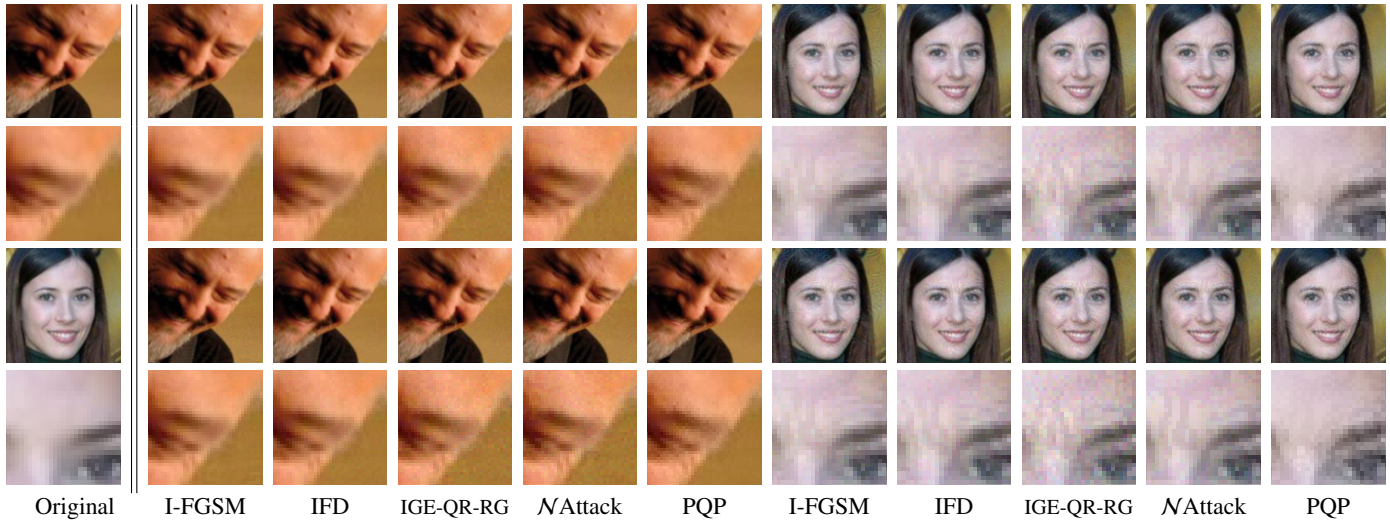 Original I-FGSM IFD IGE-QR-RG 𝒩Attack PQP I-FGSM IFD IGE-QR-RG 𝒩Attack PQP